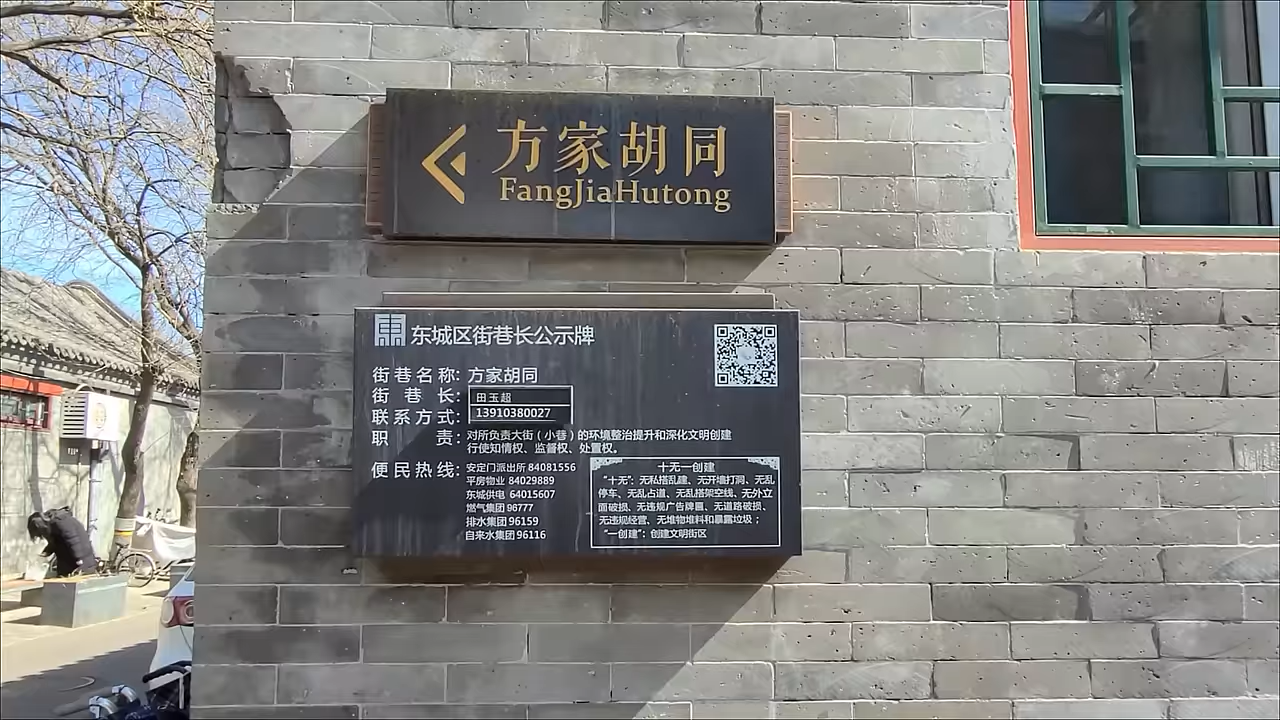 方家胡同
FangJiaHutong
东城区街巷长公示牌
街巷名称: 方家胡同
街巷长: 田玉超
联系方式: 13910380027
职责: 对所负责大街（小巷）的环境整治提升和深化文明创建
行使知情权、监督权、处置权。
便民热线: 安定门派出所 84081556
平房物业 84029889
东城供电 64015607
燃气集团 96777
排水集团 96159
自来水集团 96116
十无一创建
“十无”: 无私搭乱建、无开墙打洞、无乱
停车、无乱占道、无乱搭架空线、无外立
面破损、无违规广告牌匾、无道路破损、
无违规经营、无堆物堆料和暴露垃圾；
“一创建”: 创建文明街区